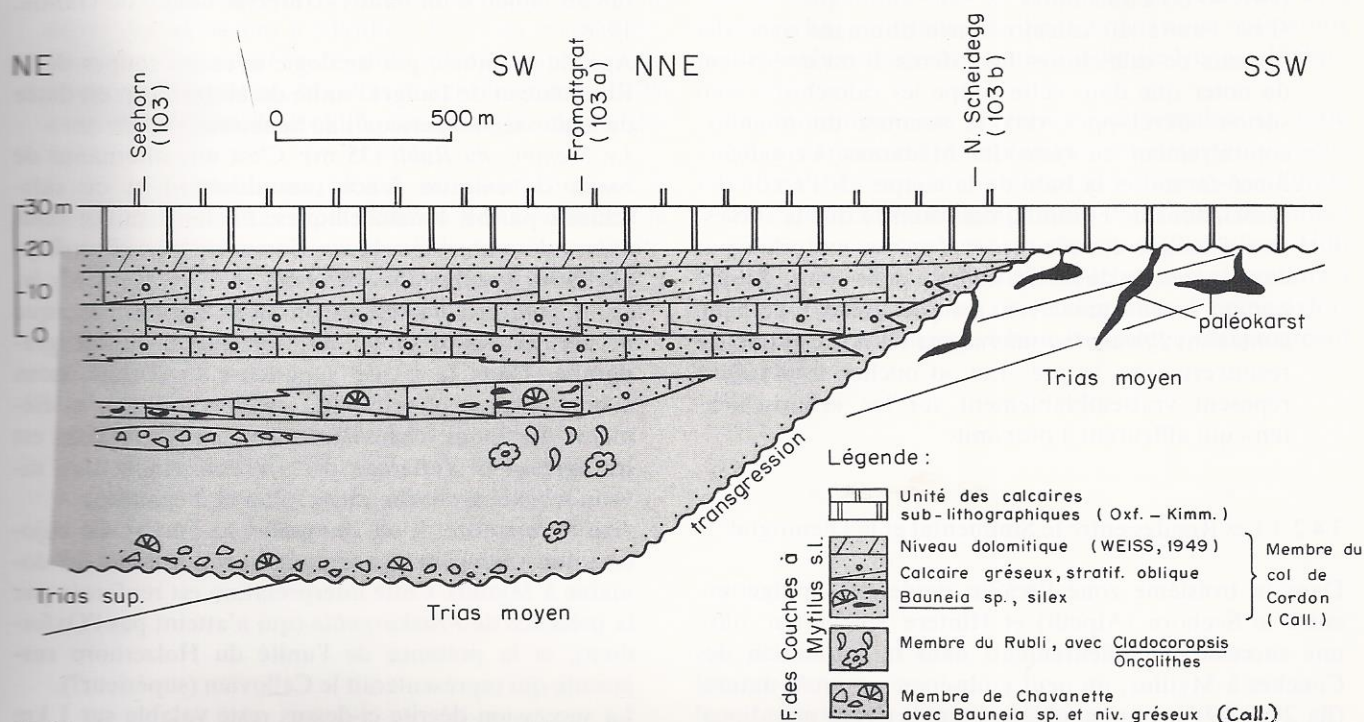 NE
SW
NNE
SSW
Seehorn
(103)
Fromattgrat
(103a)
N. Scheidegg
(103b)
0 500 m
30m
20
10
0
paléokarst
Trias moyen
transgression
Trias sup.
Trias moyen
Légende :
F. des Couches à
Mytilus s.l.
Unité des calcaires
sub-lithographiques (Oxf. – Kimm.)
Niveau dolomitique (WEISS, 1949)
Calcaire gréseux, stratif. oblique
Bauneia sp., silex
Membre du
col de
Cordon
(Call.)
Membre du Rubli, avec Cladocoropsis
Oncolithes
Membre de Chavanette
avec Bauneia sp. et niv. gréseux (Call.)